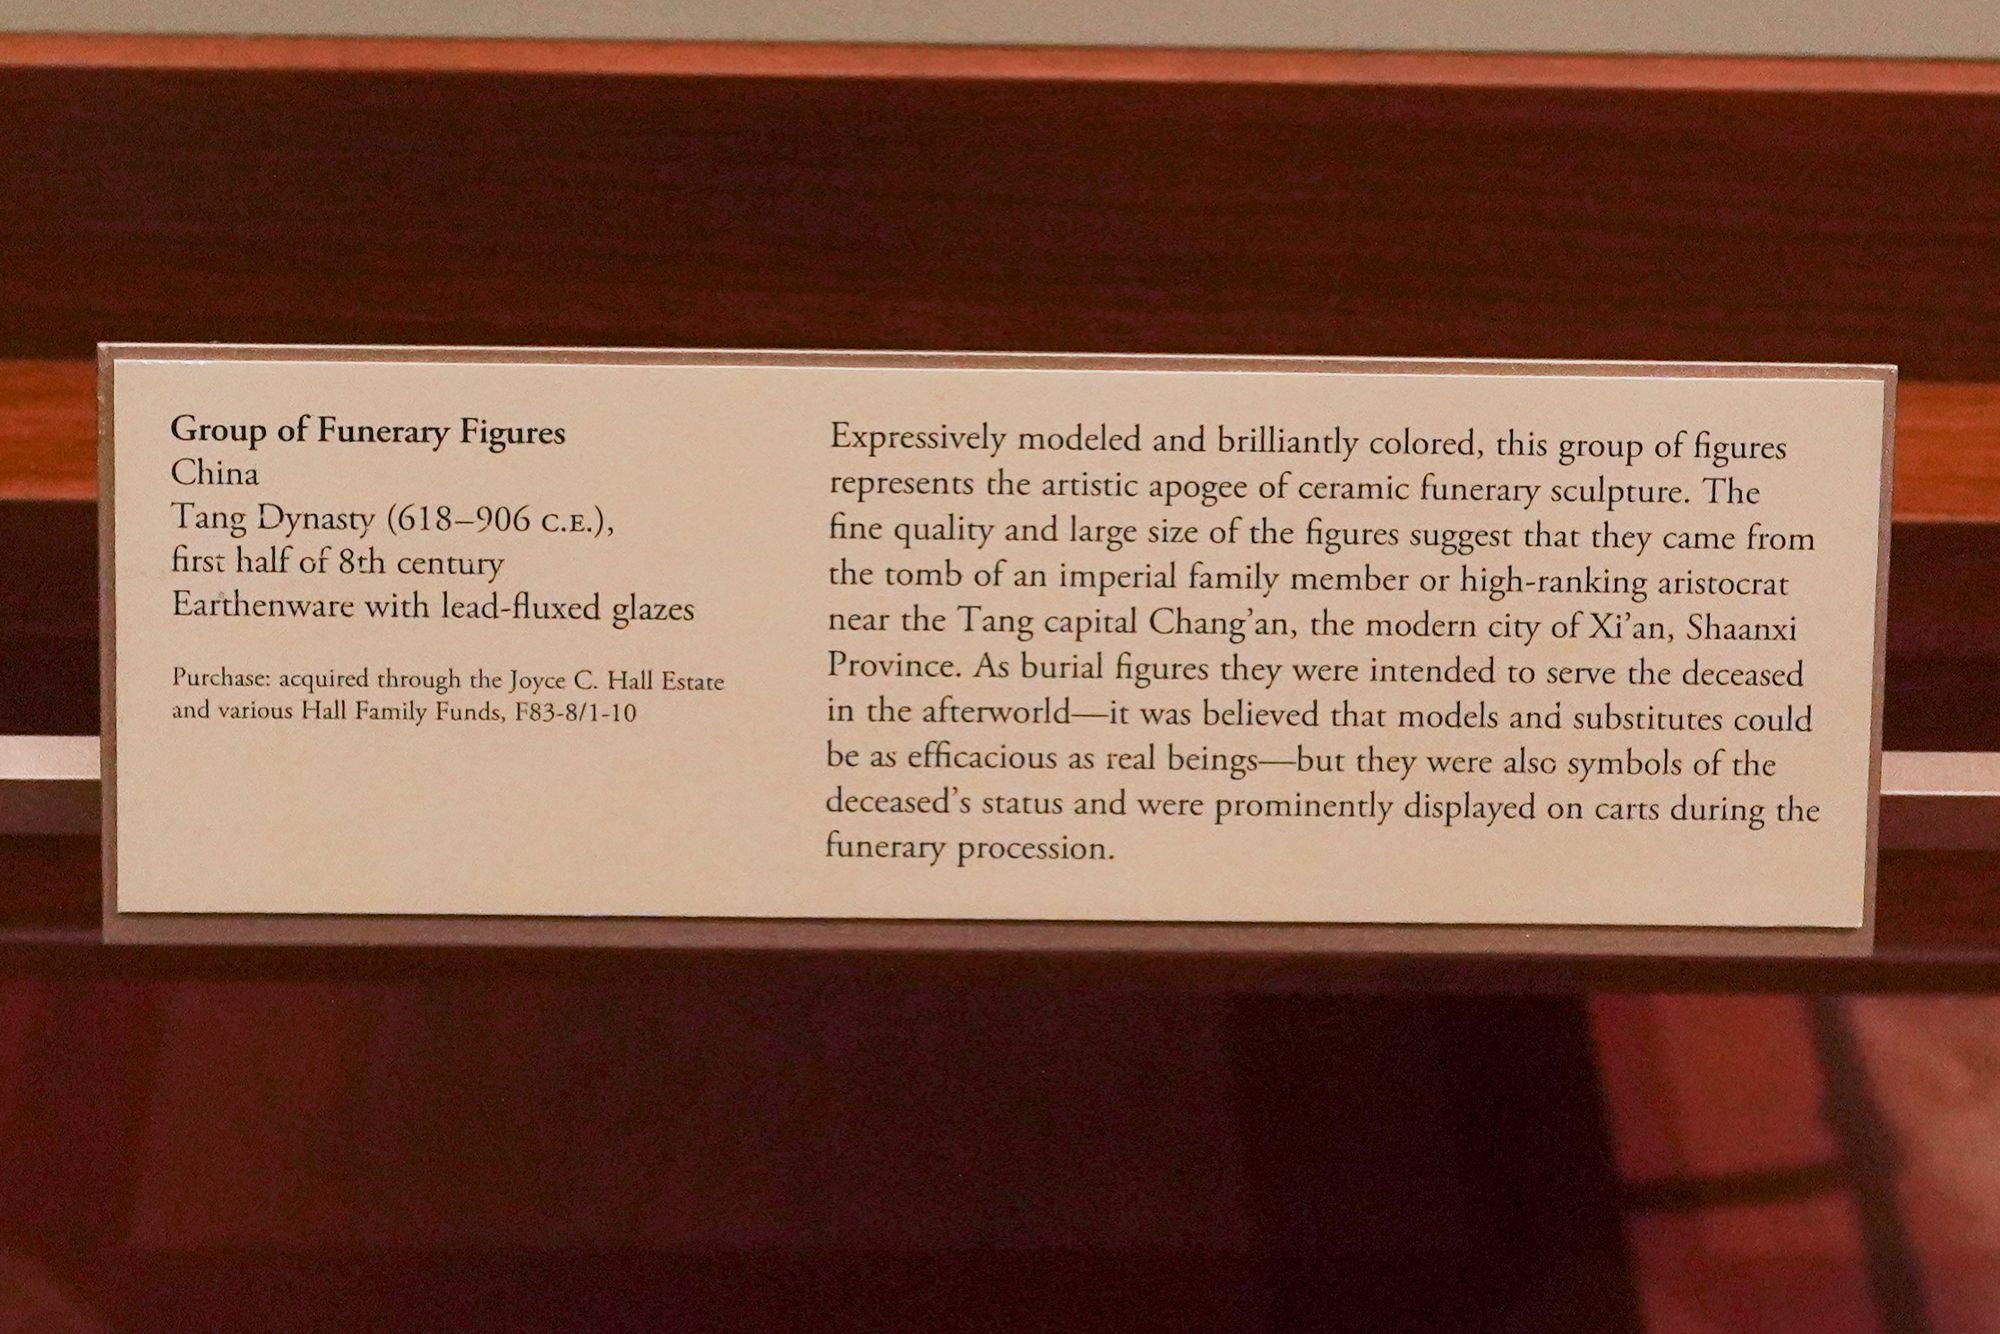 Group of Funerary Figures
China
Tang Dynasty (618–906 C.E.),
first half of 8th century
Earthenware with lead-fluxed glazes
Purchase: acquired through the Joyce C. Hall Estate
and various Hall Family Funds, F83-8/1-10
Expressively modeled and brilliantly colored, this group of figures
represents the artistic apogee of ceramic funerary sculpture. The
fine quality and large size of the figures suggest that they came from
the tomb of an imperial family member or high-ranking aristocrat
near the Tang capital Chang’an, the modern city of Xi’an, Shaanxi
Province. As burial figures they were intended to serve the deceased
in the afterworld—it was believed that models and substitutes could
be as efficacious as real beings—but they were also symbols of the
deceased’s status and were prominently displayed on carts during the
funerary procession.